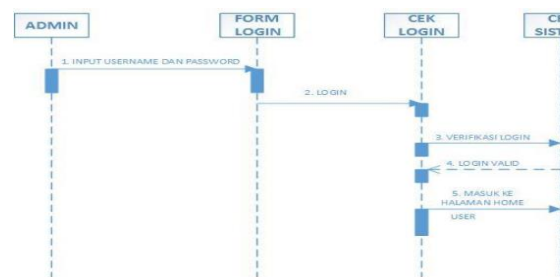 ADMIN
FORM
LOGIN
CEK
LOGIN
1. INPUT USERNAME DAN PASSWORD
2. LOGIN
3. VERIFIKASI LOGIN
4. LOGIN VALID
5. MASUK KE
HALAMAN HOME
USER